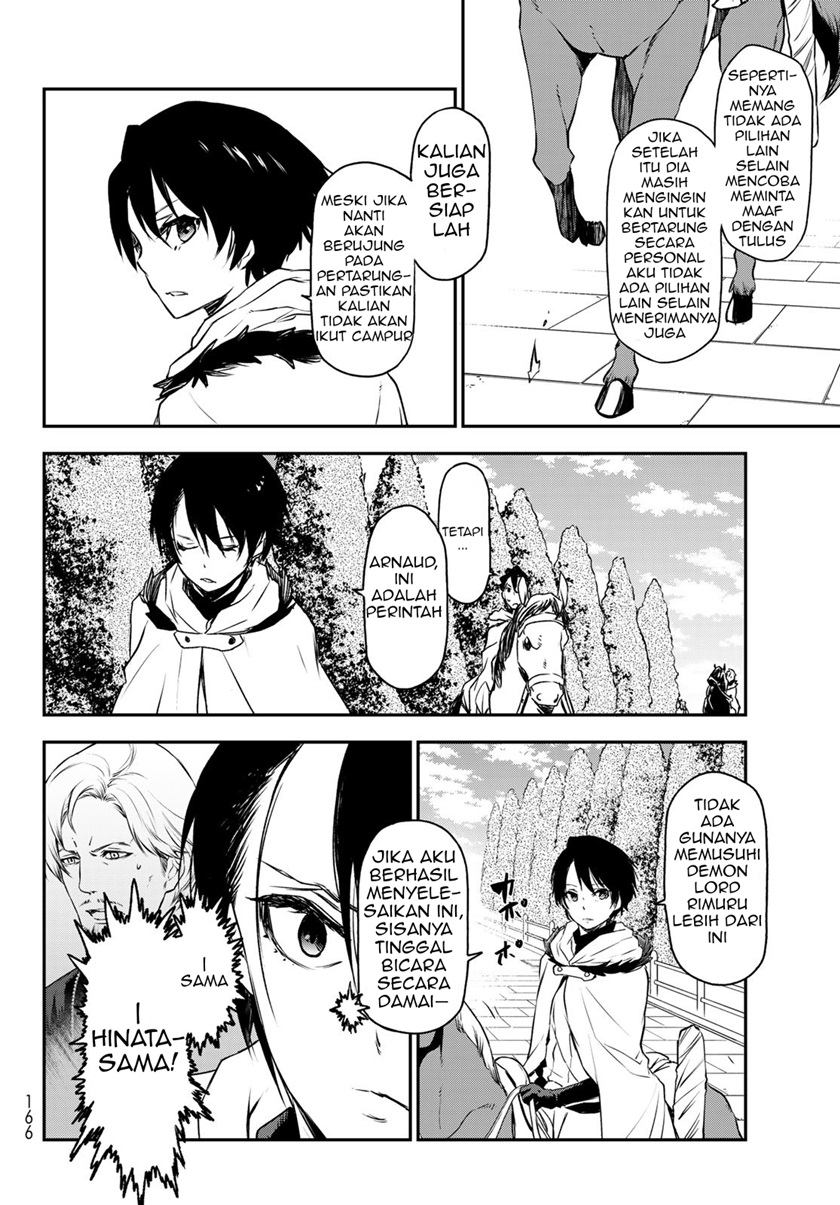 SEPERTI-
NYA
MEMANG
TIDAK ADA
PILIHAN
LAIN
SELAIN
MENCOBA
MEMINTA
MAAF
DENGAN
TULUS
JIKA
SETELAH
ITU DIA
MASIH
MENGINGIN
KAN UNTUK
BERTARUNG
SECARA
PERSONAL
AKU TIDAK
ADA PILIHAN
LAIN SELAIN
MENERIMANYA
JUGA
KALIAN
JUGA
BER-
SIAP
LAH
MESKI JIKA
NANTI
AKAN
BERUJUNG
PADA
PERTARUNG-
AN PASTIKAN
KALIAN
TIDAK AKAN
IKUT CAMPUR
TETAPI
...
ARNAUD,
INI
ADALAH
PERINTAH
TIDAK
ADA
GUNANYA
MEMUSUHI
DEMON
LORD
RIMURU
LEBIH DARI
INI
カポ
カポ
JIKA AKU
BERHASIL
MENYELE-
SAIKAN INI,
SISANYA
TINGGAL
BICARA
SECARA
DAMAI—
I
SAMA
I
HINATA-
SAMA!
166